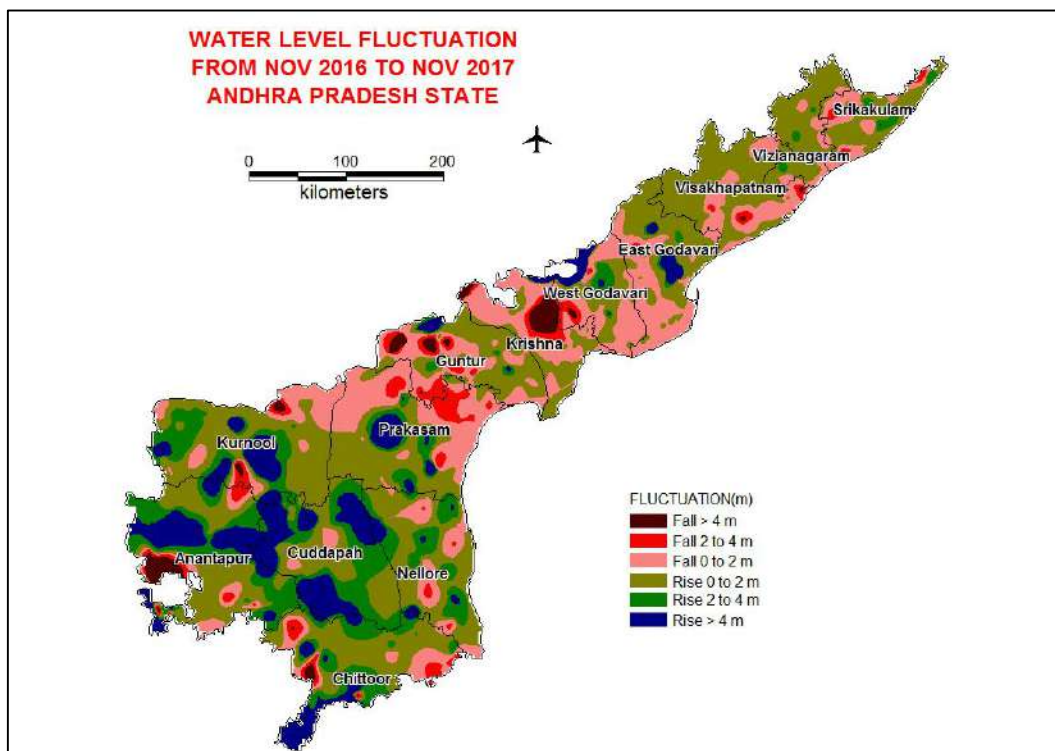 WATER LEVEL FLUCTUATION
FROM NOV 2016 TO NOV 2017
ANDHRA PRADESH STATE
0 100 200
kilometers
Srikakulam
Vizianagaram
Visakhapatnam
East Godavari
West Godavari
Krishna
Guntur
Prakasam
Kurnool
Anantapur
Cuddapah
Nellore
Chittoor
FLUCTUATION(m)
Fall > 4 m
Fall 2 to 4 m
Fall 0 to 2 m
Rise 0 to 2 m
Rise 2 to 4 m
Rise > 4 m